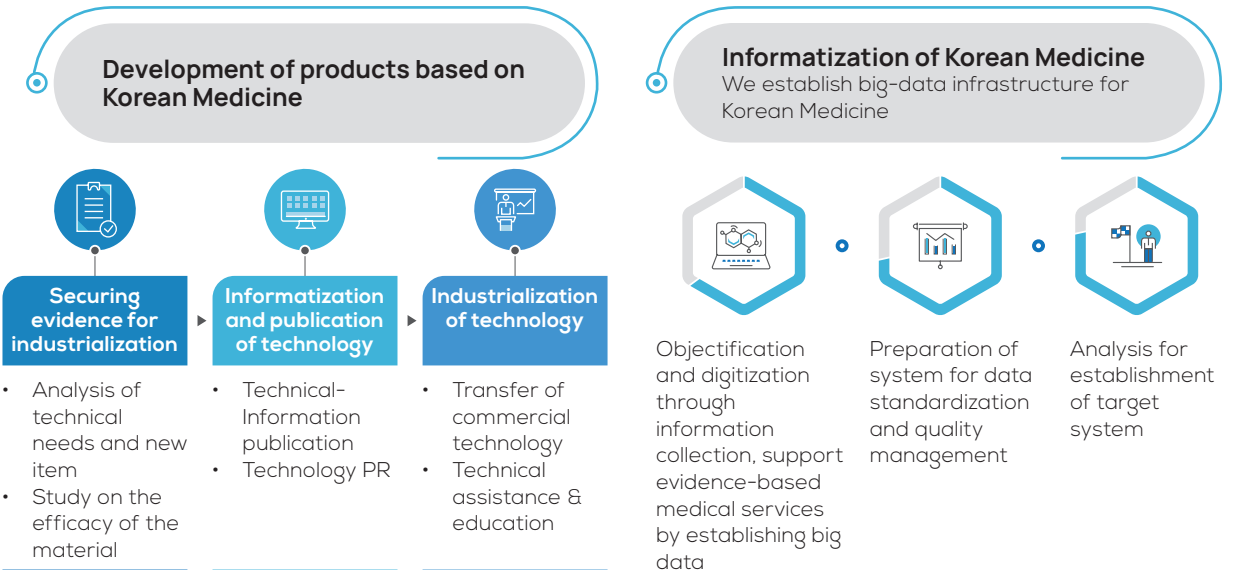 Development of products based on
Korean Medicine
Securing
evidence for
industrialization
Informatization
and publication
of technology
Industrialization
of technology
• Analysis of
technical
needs and new
item
• Study on the
efficacy of the
material
• Technical-
Information
publication
• Technology PR
• Transfer of
commercial
technology
• Technical
assistance &
education
Informatization of Korean Medicine
We establish big-data infrastructure for
Korean Medicine
Objectification
and digitization
through
information
collection, support
evidence-based
medical services
by establishing big
data
Preparation of
system for data
standardization
and quality
management
Analysis for
establishment
of target
system